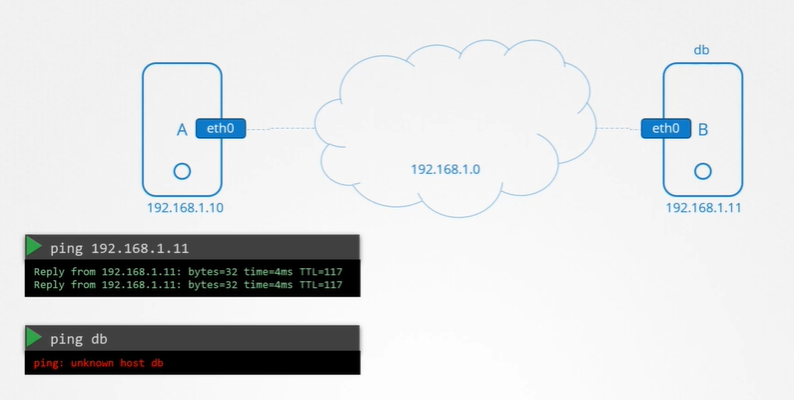 db
A
eth0
eth0
B
192.168.1.0
192.168.1.10
192.168.1.11
ping 192.168.1.11
Reply from 192.168.1.11: bytes=32 time=4ms TTL=117
Reply from 192.168.1.11: bytes=32 time=4ms TTL=117
ping db
ping: unknown host db